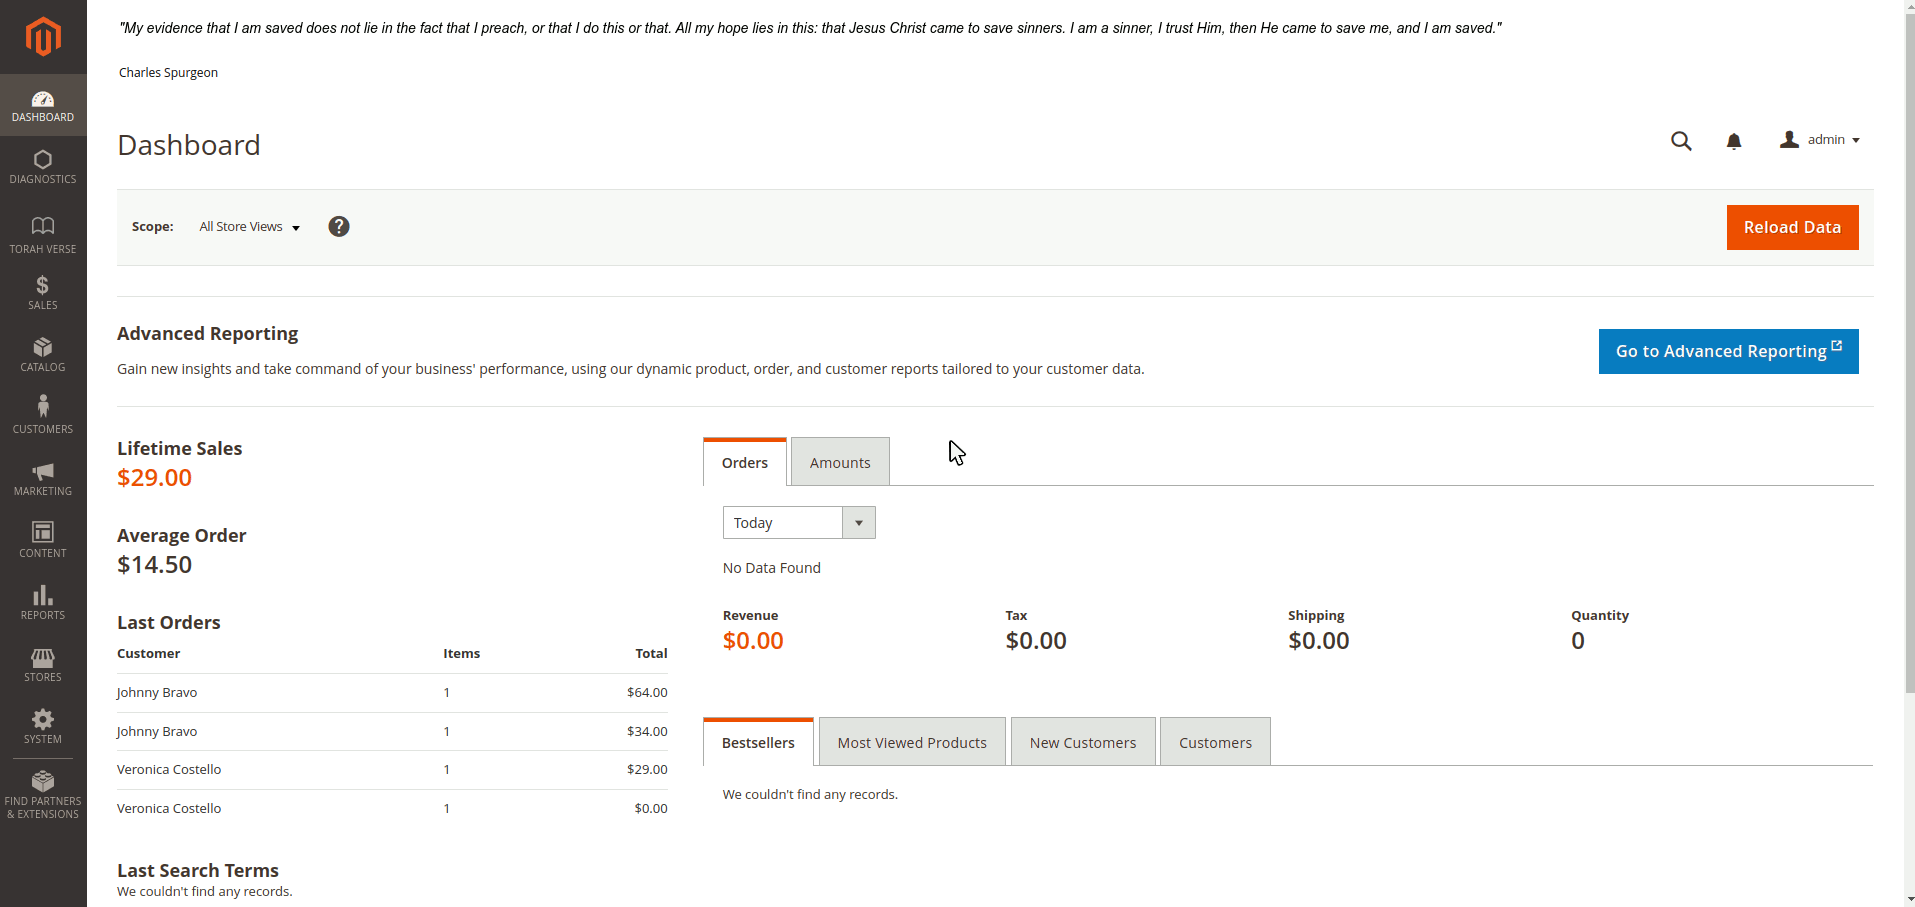 "My evidence that I am saved does not lie in the fact that I preach, or that I do this or that. All my hope lies in this: that Jesus Christ came to save sinners. I am a sinner, I trust Him, then He came to save me, and I am saved."
Charles Spurgeon
DASHBOARD
DIAGNOSTICS
TORAH VERSE
SALES
CATALOG
CUSTOMERS
MARKETING
CONTENT
REPORTS
STORES
SYSTEM
FIND PARTNERS
& EXTENSIONS
Dashboard
admin
Scope: All Store Views ?
Reload Data
Advanced Reporting
Gain new insights and take command of your business' performance, using our dynamic product, order, and customer reports tailored to your customer data.
Go to Advanced Reporting
Lifetime Sales
$29.00
Average Order
$14.50
Last Orders
Customer Items Total
Johnny Bravo 1 $64.00
Johnny Bravo 1 $34.00
Veronica Costello 1 $29.00
Veronica Costello 1 $0.00
Last Search Terms
We couldn't find any records.
Orders Amounts
Today
No Data Found
Revenue Tax Shipping Quantity
$0.00 $0.00 $0.00 0
Bestsellers Most Viewed Products New Customers Customers
We couldn't find any records.